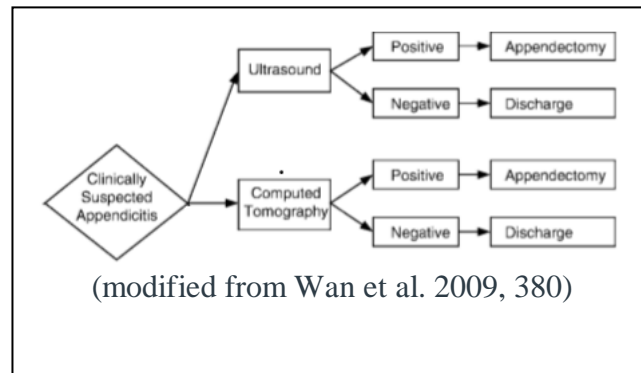 Ultrasound
Positive
Appendectomy
Negative
Discharge
Clinically
Suspected
Appendicitis
Computed
Tomography
Positive
Appendectomy
Negative
Discharge
(modified from Wan et al. 2009, 380)